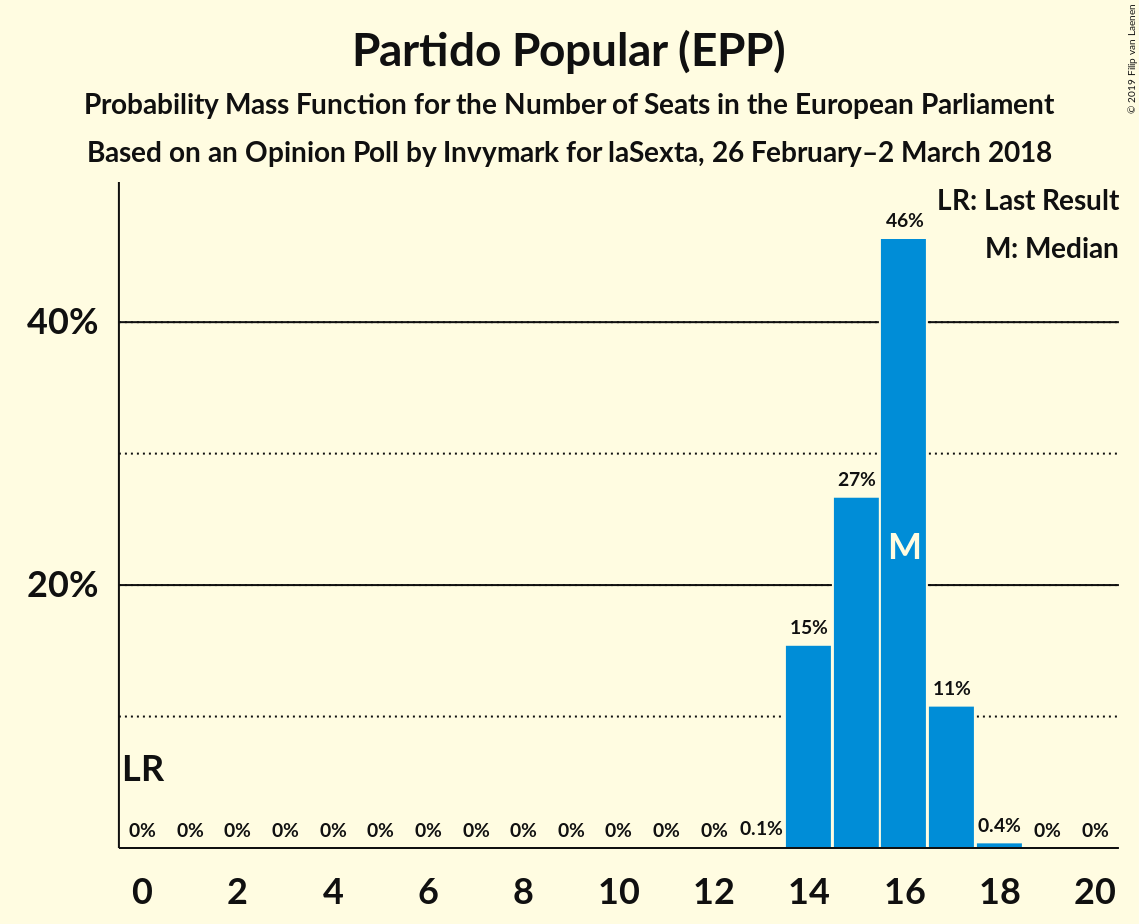 Partido Popular (EPP)
Probability Mass Function for the Number of Seats in the European Parliament
Based on an Opinion Poll by Invymark for laSexta, 26 February–2 March 2018
© 2019 Filip van Laenen
LR: Last Result
M: Median
40%
20%
46%
27%
M
15%
11%
LR
0% 0% 0% 0% 0% 0% 0% 0% 0% 0% 0% 0% 0% 0.1% 0.4% 0% 0%
0 2 4 6 8 10 12 14 16 18 20